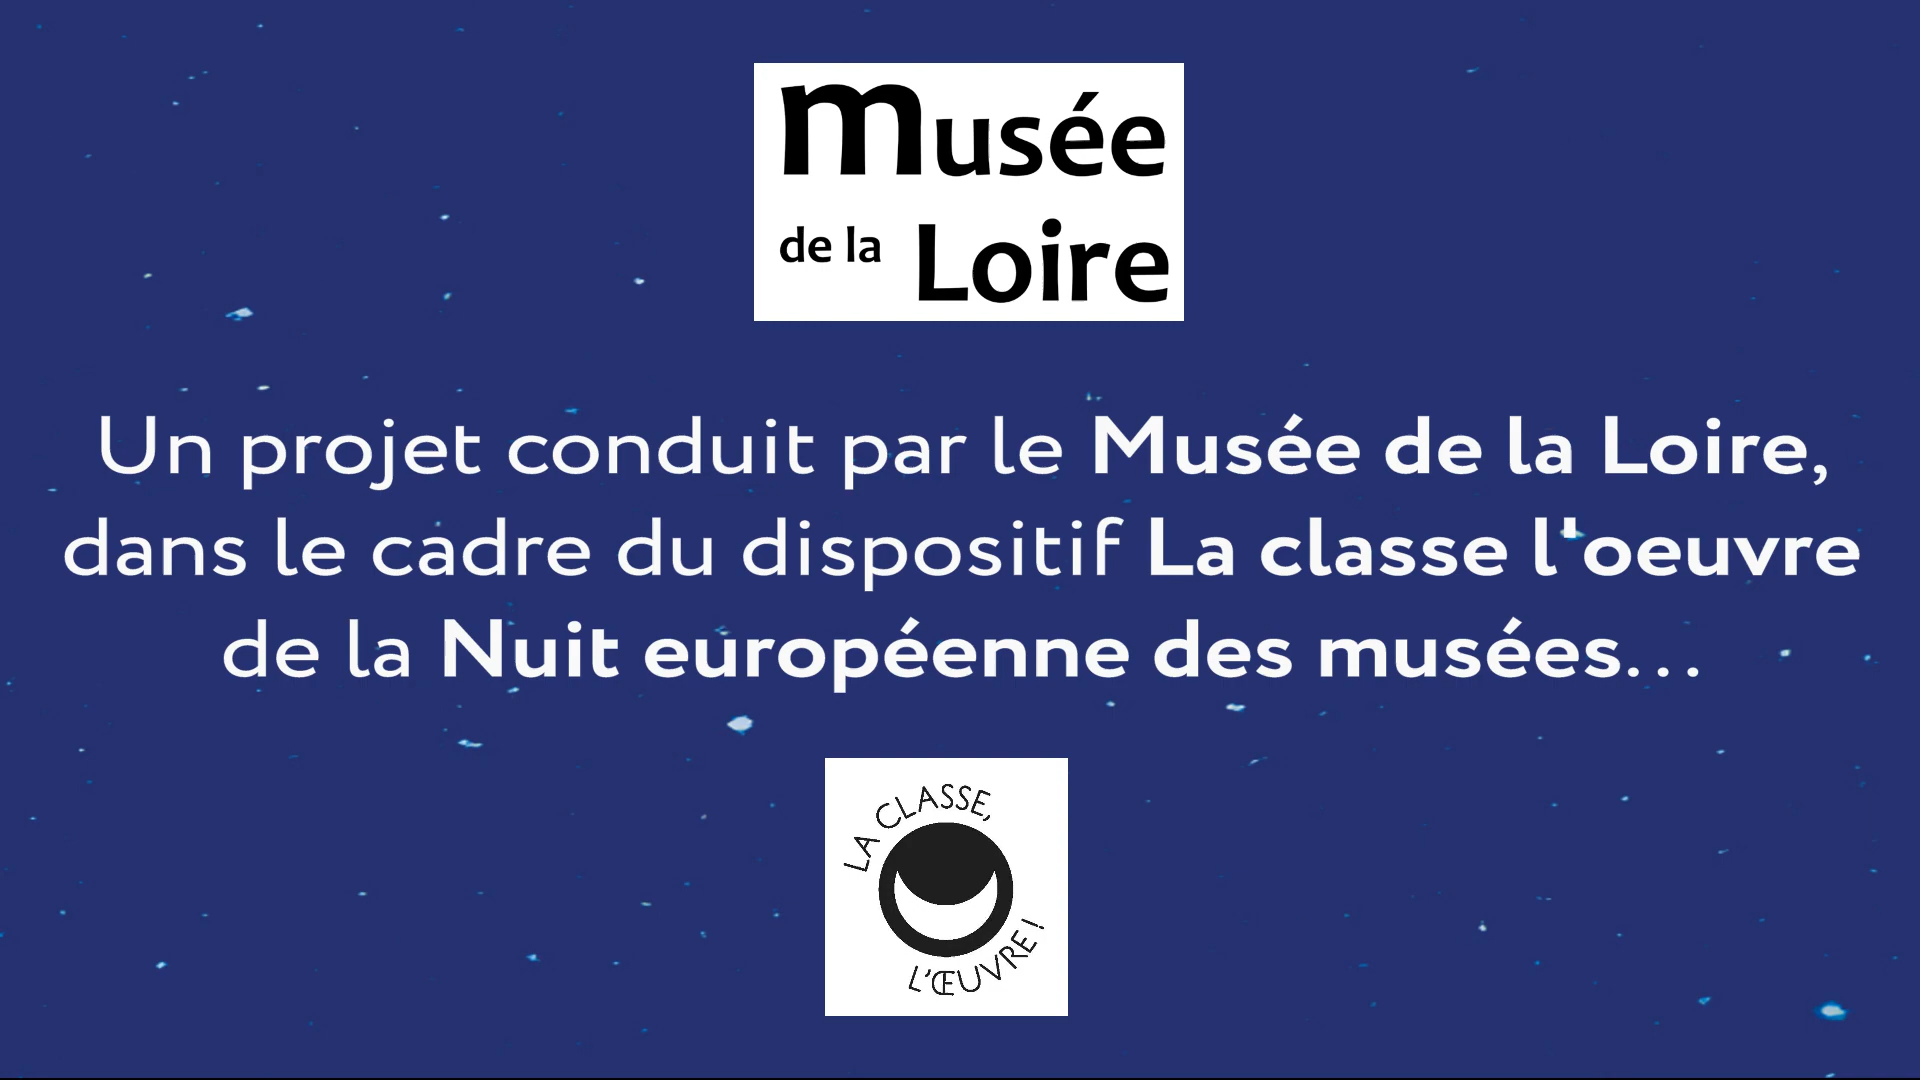 musée
de la Loire
Un projet conduit par le Musée de la Loire,
dans le cadre du dispositif La classe l'oeuvre
de la Nuit européenne des musées...
LA CLASSE,
L'ŒUVRE !